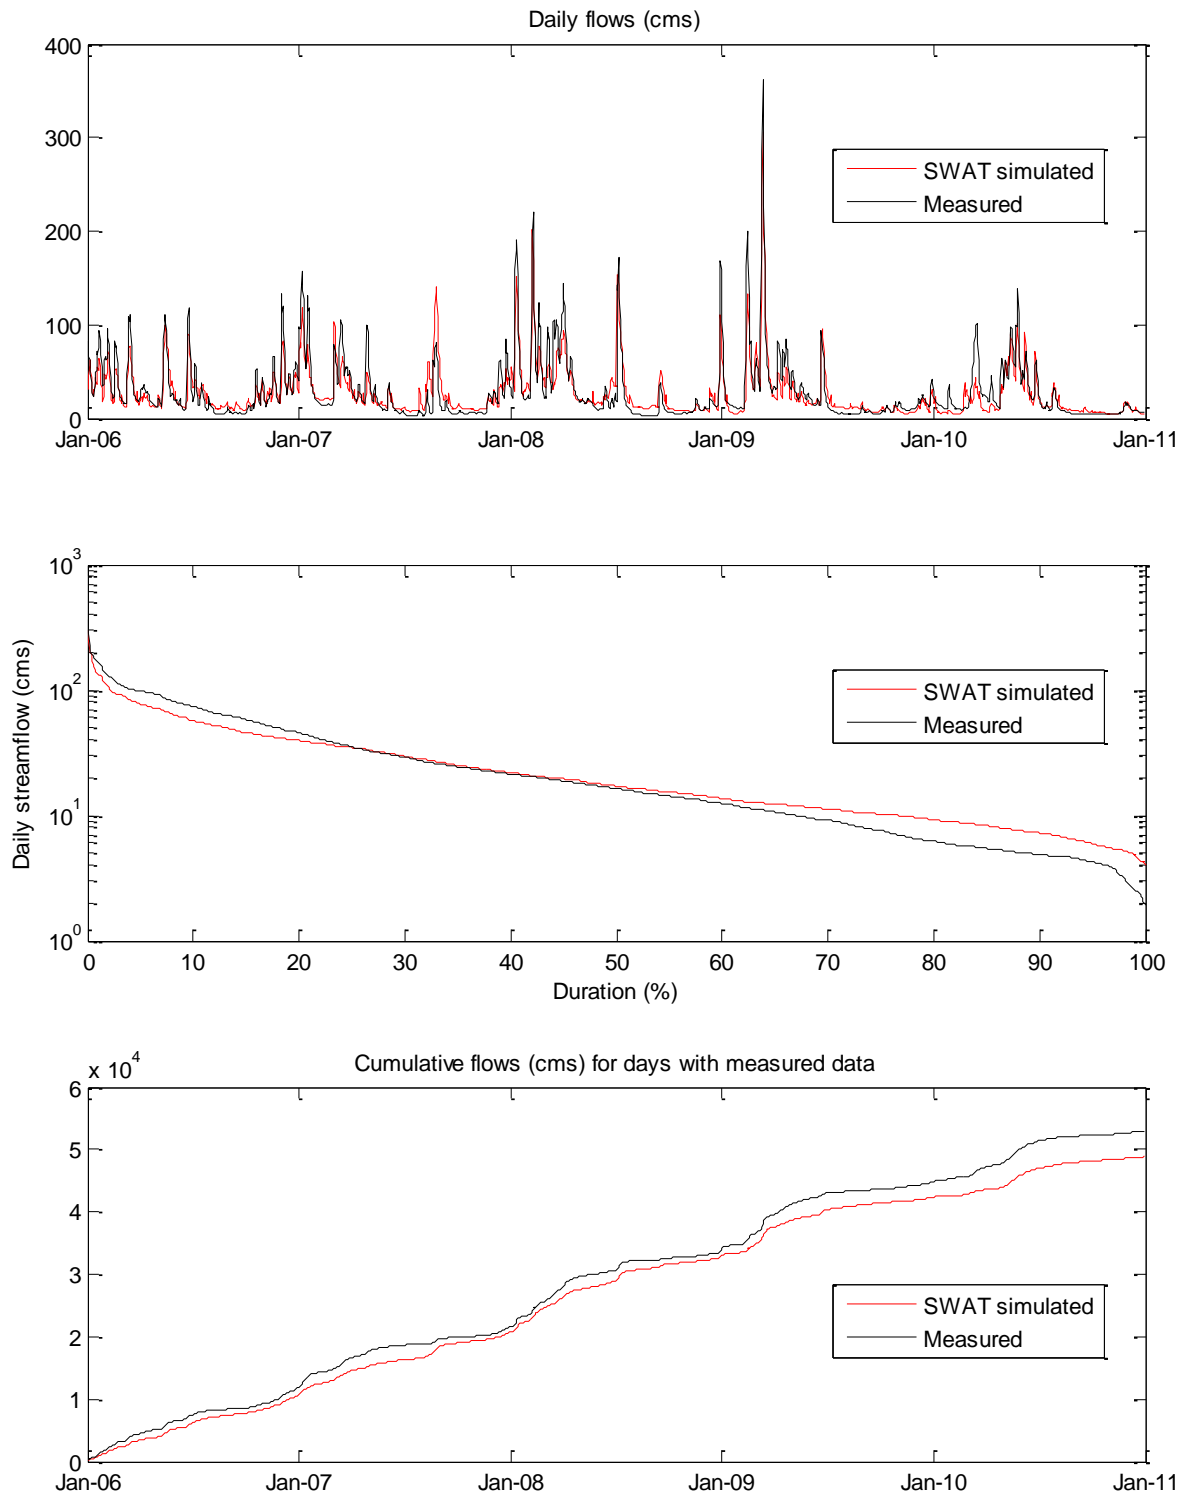 Daily flows (cms)
400
300
200
100
0
SWAT simulated
Measured
Jan-06 Jan-07 Jan-08 Jan-09 Jan-10 Jan-11
Daily streamflow (cms)
10^3
10^2
10^1
10^0
SWAT simulated
Measured
0 10 20 30 40 50 60 70 80 90 100
Duration (%)
x 10^4
Cumulative flows (cms) for days with measured data
6
5
4
3
2
1
0
SWAT simulated
Measured
Jan-06 Jan-07 Jan-08 Jan-09 Jan-10 Jan-11